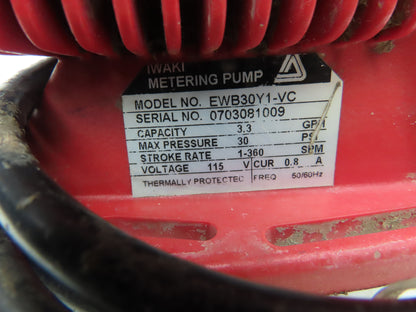 IWAKI
METERING PUMP
MODEL NO. EWB30Y1-VC
SERIAL NO. 0703081009
CAPACITY 3.3 GPH
MAX PRESSURE 30 PSI
STROKE RATE 1-360 SPM
VOLTAGE 115 V CUR 0.8 A
THERMALLY PROTECTED FREQ 50/60Hz